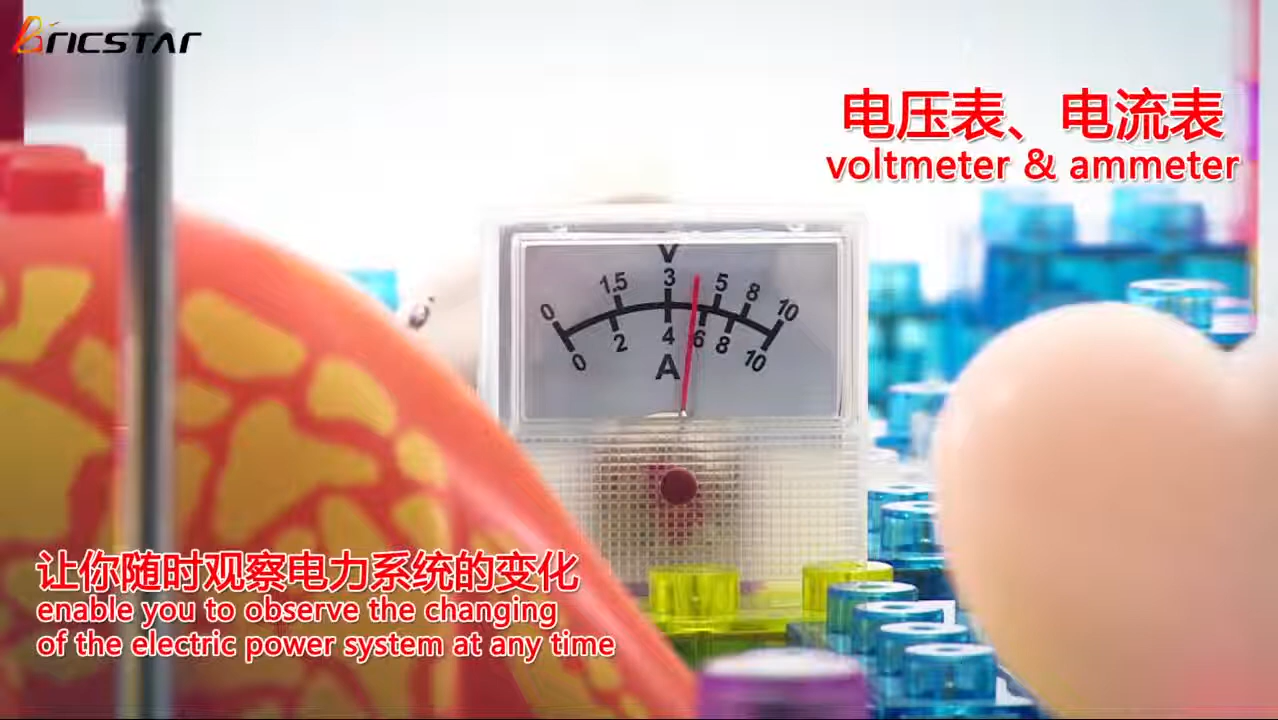 BRICSTAR
电压表、电流表
voltmeter & ammeter
V
0 1.5 3 5 8 10
0 2 4 6 8 10
A
让你随时观察电力系统的变化
enable you to observe the changing
of the electric power system at any time